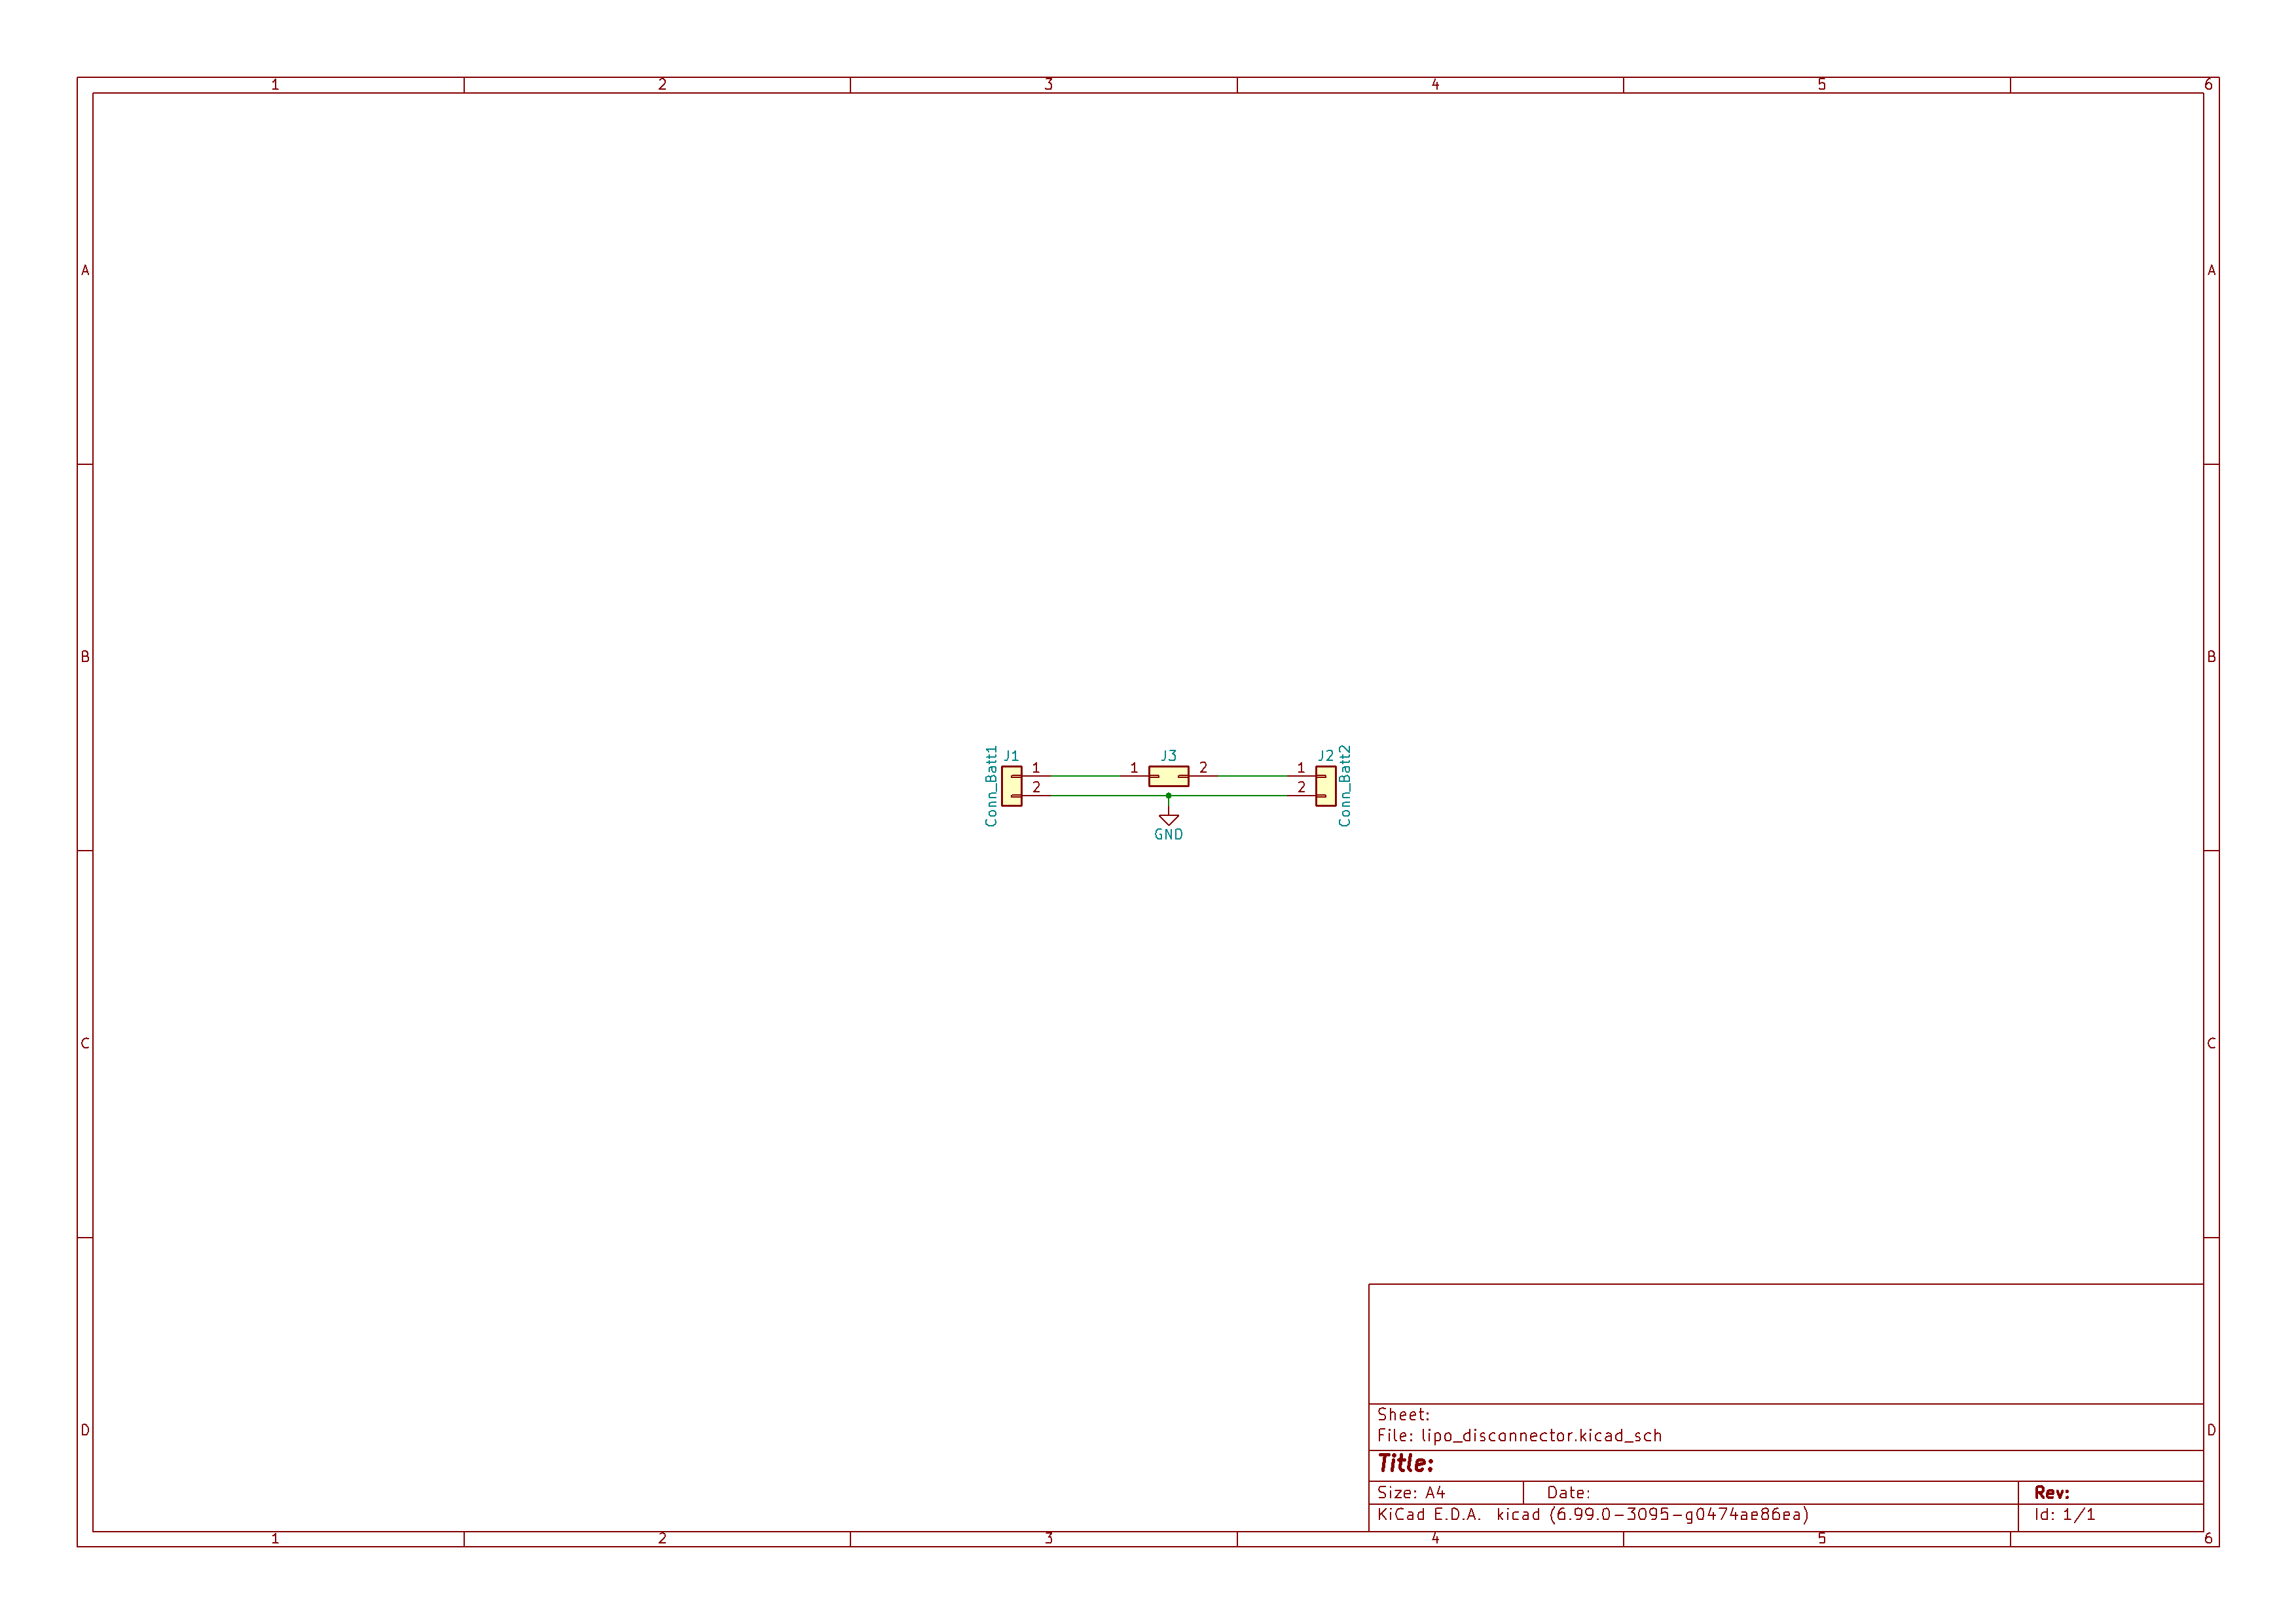 1 2 3 4 5 6
A A
B B
Conn_Batt1 J1 J3 J2 Conn_Batt2
1 1 2 1
2 2
GND
C C
Sheet:
File: lipo_disconnector.kicad_sch
D D
Title:
Size: A4 Date: Rev:
KiCad E.D.A. kicad (6.99.0-3095-g0474ae86ea) Id: 1/1
1 2 3 4 5 6